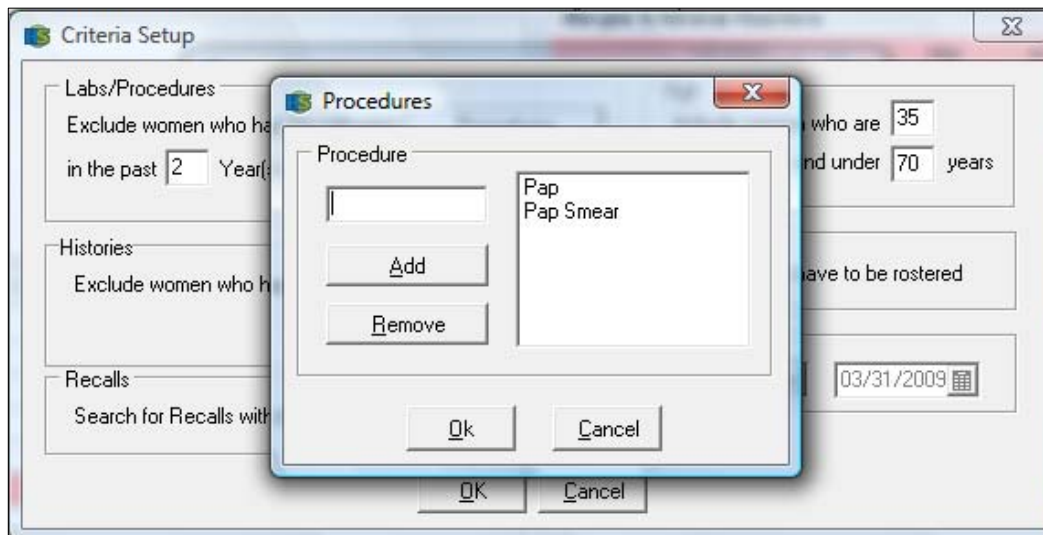 Criteria Setup
Labs/Procedures
Exclude women who ha
in the past 2 Year(s
who are 35
nd under 70 years
Histories
Exclude women who h
ave to be rostered
Recalls
Search for Recalls with
03/31/2009
OK Cancel
Procedures
Procedure
Pap
Pap Smear
Add
Remove
Ok Cancel